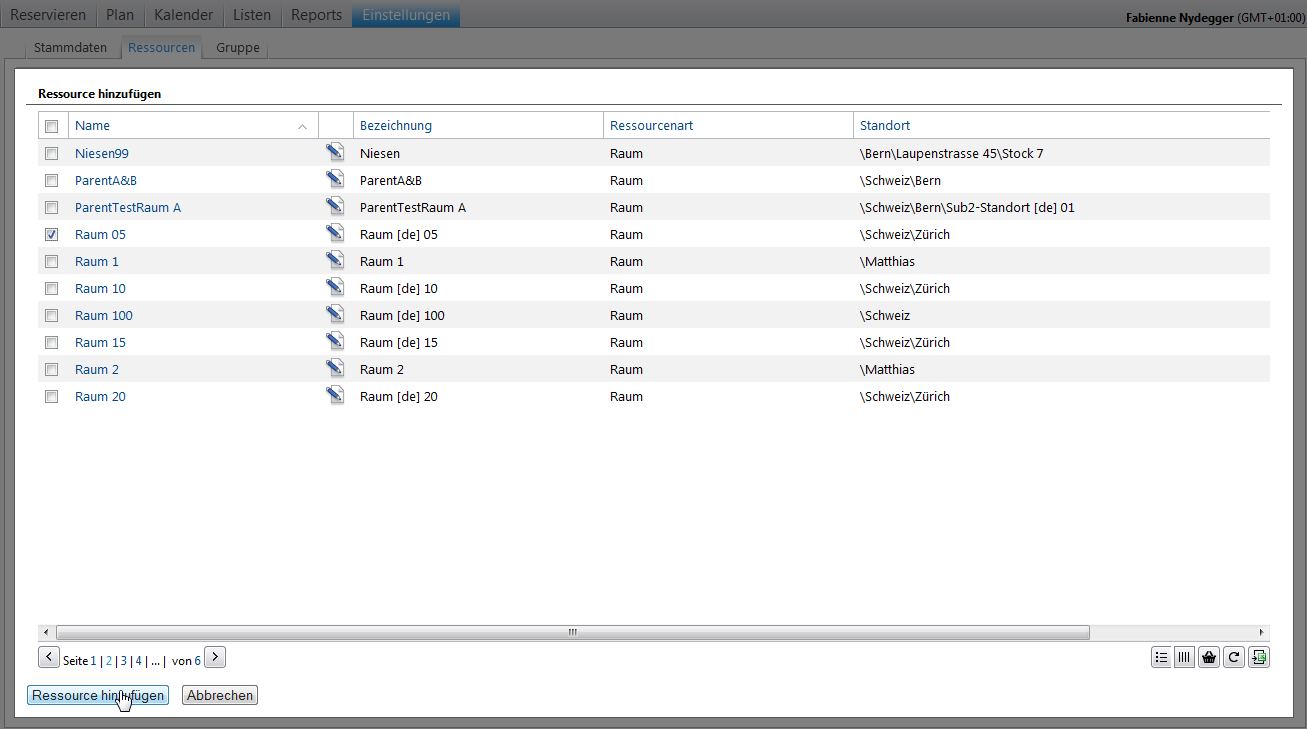 Reservieren Plan Kalender Listen Reports Einstellungen Fabienne Nydegger (GMT+01:00)
Stammdaten Ressourcen Gruppe
Ressource hinzufügen
Name Bezeichnung Ressourcenart Standort
Niesen99 Niesen Raum \Bern\Laupenstrasse 45\Stock 7
ParentA&B ParentA&B Raum \Schweiz\Bern
ParentTestRaum A ParentTestRaum A Raum \Schweiz\Bern\Sub2-Standort [de] 01
Raum 05 Raum [de] 05 Raum \Schweiz\Zürich
Raum 1 Raum 1 Raum \Matthias
Raum 10 Raum [de] 10 Raum \Schweiz\Zürich
Raum 100 Raum [de] 100 Raum \Schweiz
Raum 15 Raum [de] 15 Raum \Schweiz\Zürich
Raum 2 Raum 2 Raum \Matthias
Raum 20 Raum [de] 20 Raum \Schweiz\Zürich
Seite 1 | 2 | 3 | 4 | ... | von 6
Ressource hinzufügen Abbrechen